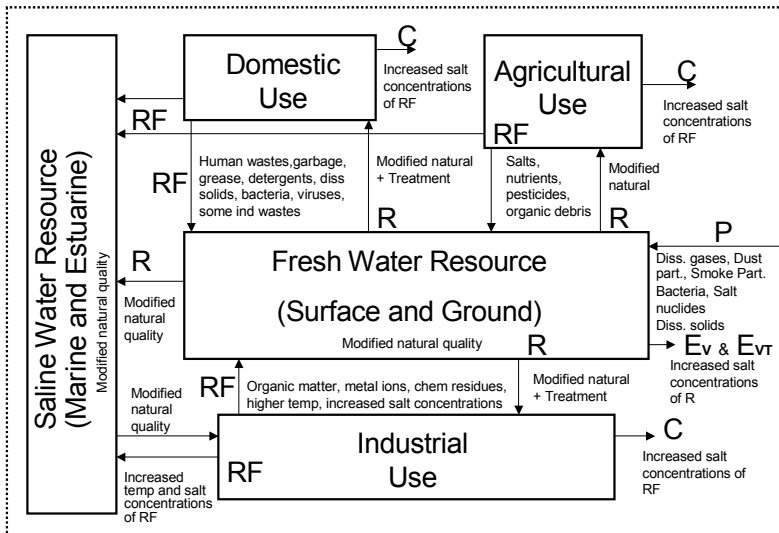 Saline Water Resource
(Marine and Estuarine)
Modified natural quality
Domestic
Use
C
Increased salt
concentrations
of RF
Agricultural
Use
RF
C
Increased salt
concentrations
of RF
RF
RF
Human wastes,garbage,
grease, detergents, diss
solids, bacteria, viruses,
some ind wastes
Modified natural
+ Treatment
R
Salts,
nutrients,
pesticides,
organic debris
Modified
natural
R
P
Diss. gases, Dust
part., Smoke Part.
Bacteria, Salt
nuclides
Diss. solids
R
Modified
natural
quality
Fresh Water Resource
(Surface and Ground)
Modified natural quality
R
EV & EVT
Increased salt
concentrations
of R
RF
Organic matter, metal ions, chem residues,
higher temp, increased salt concentrations
Modified natural
+ Treatment
Modified
natural
quality
Industrial
Use
RF
C
Increased salt
concentrations of
RF
Increased
temp and salt
concentrations
of RF